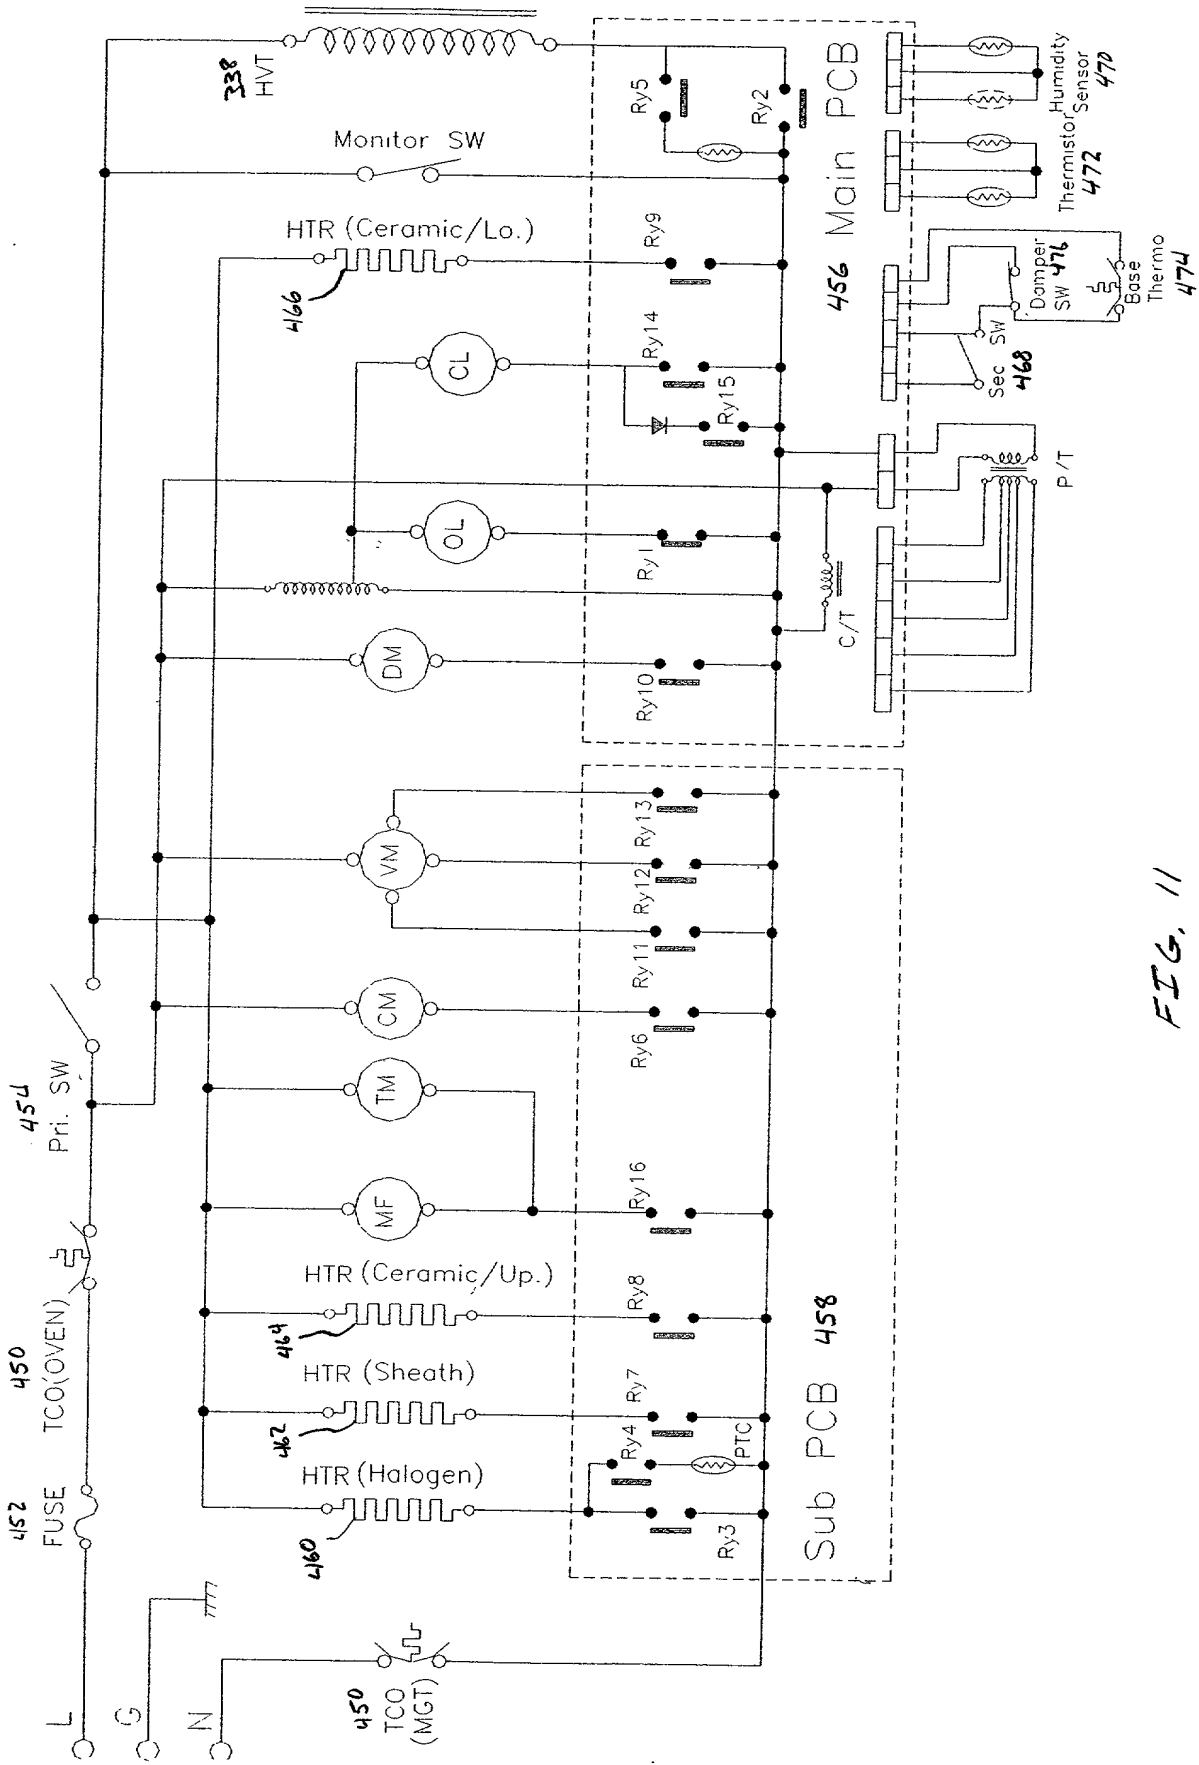 L
G
N
452
FUSE
450
TCO(OVEN)
454
Pri. SW
450
TCO
(MGT)
HTR (Halogen)
460
HTR (Sheath)
462
HTR (Ceramic/Up.)
464
MF
TM
CM
VM
DM
OL
CL
HTR (Ceramic/Lo.)
466
Monitor SW
338
HVT
Ry3
Ry4
PTC
Ry7
Ry8
Ry16
Ry6
Ry11
Ry12
Ry13
Ry10
Ry1
Ry15
Ry14
Ry9
Ry5
Ry2
Sub PCB 458
456 Main PCB
C/T
P/T
Sec SW
468
Damper
SW 476
Base
Thermo
474
Thermistor
472
Humidity
Sensor
470
FIG. 11